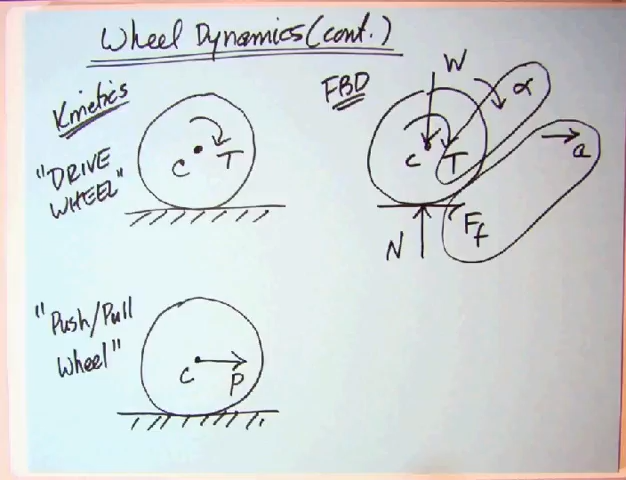 Wheel Dynamics (cont.)
Kinetics
FBD
W
α
"DRIVE
WHEEL"
C
T
C
T
a
N
Ff
"Push/Pull
Wheel"
C
P